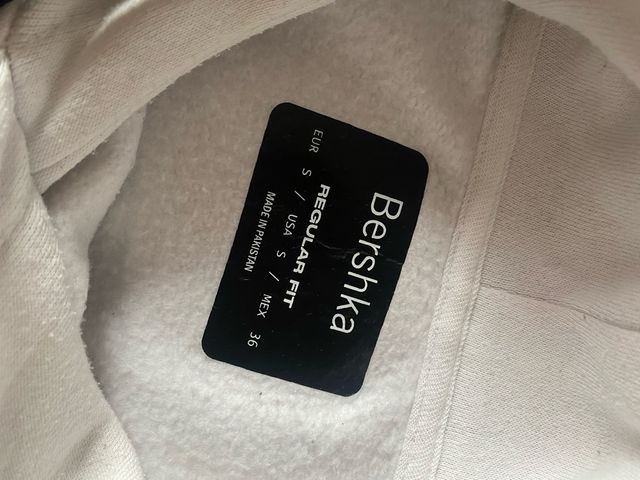 Bershka
REGULAR FIT
EUR S / USA S / MEX 36
MADE IN PAKISTAN